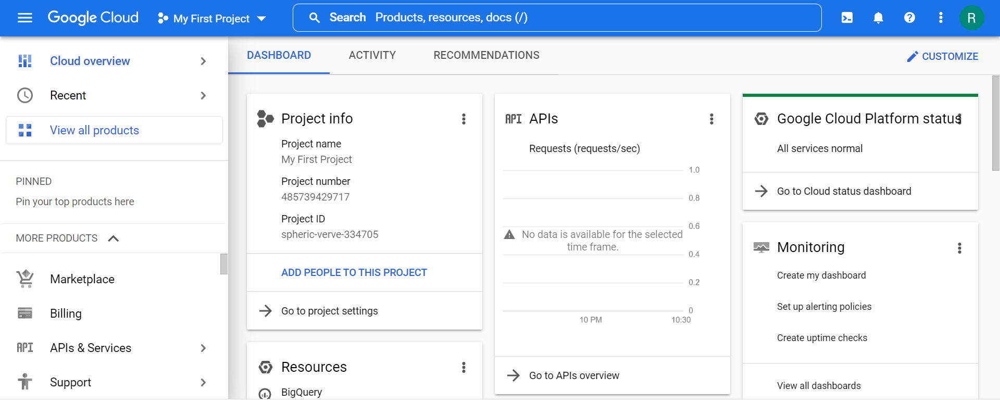 Google Cloud
My First Project
Search Products, resources, docs (/)
R
Cloud overview
Recent
View all products
PINNED
Pin your top products here
MORE PRODUCTS
Marketplace
Billing
API
APIs & Services
Support
DASHBOARD
ACTIVITY
RECOMMENDATIONS
CUSTOMIZE
Project info
Project name
My First Project
Project number
485739429717
Project ID
spheric-verve-334705
ADD PEOPLE TO THIS PROJECT
Go to project settings
Resources
BigQuery
API
APIs
Requests (requests/sec)
1.0
0.8
0.6
No data is available for the selected
time frame.
0.4
0.2
0
10 PM
10:30
Go to APIs overview
Google Cloud Platform status
All services normal
Go to Cloud status dashboard
Monitoring
Create my dashboard
Set up alerting policies
Create uptime checks
View all dashboards